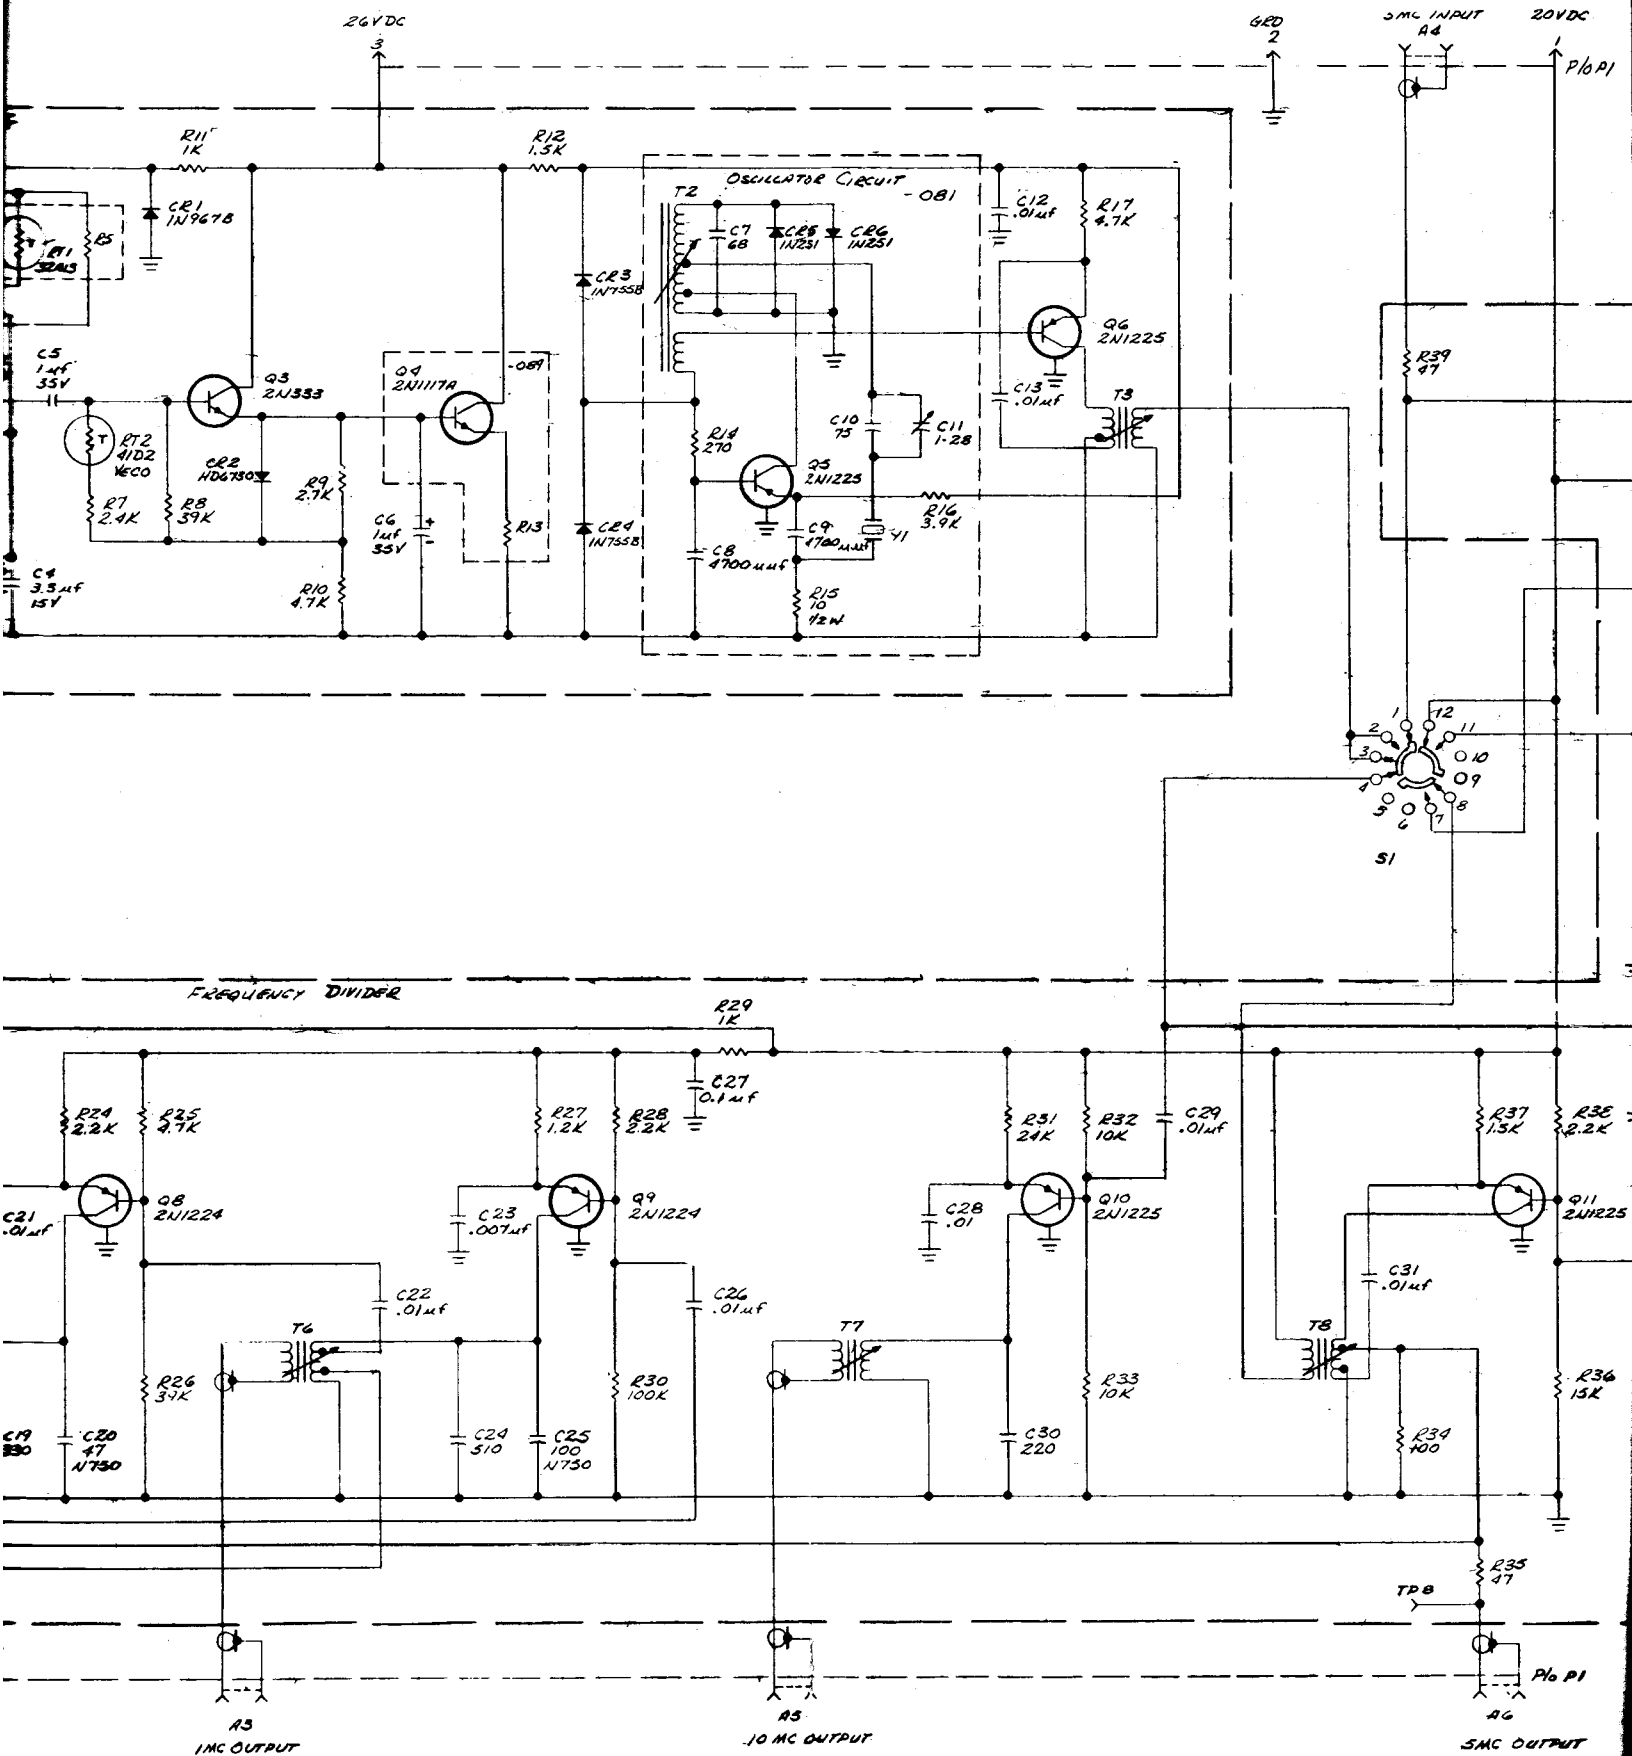 26VDC
3
GRD
2
5MC INPUT
A4
20VDC
1
P/O P1
R11
1K
R12
1.5K
OSCILLATOR CIRCUIT
-081
CR1
1N967B
RT1
R5
T2
C7
68
CR5
1N251
CR6
1N251
C12
.01uf
R17
4.7K
CR3
1N755B
Q6
2N1225
C5
1uf
35V
Q3
2N333
Q4
2N1117A
-089
C13
.01uf
T3
R39
47
RT2
41D2
VECO
CR2
HD6730
R9
2.7K
R14
270
C10
75
C11
1-28
Q5
2N1225
R7
2.4K
R8
39K
C6
1uf
35V
+
-
R13
CR4
1N755B
C8
4700uuf
C9
4700uuf
Y1
R16
3.9K
C4
3.3uf
15V
R10
4.7K
R15
10
1/2W
1
12
2
11
3
10
4
9
5
8
6
7
S1
FREQUENCY DIVIDER
R29
1K
C27
0.1uf
R24
2.2K
R25
4.7K
R27
1.2K
R28
2.2K
R31
24K
R32
10K
C29
.01uf
R37
1.5K
R38
2.2K
C21
.01uf
Q8
2N1224
C23
.007uf
Q9
2N1224
C28
.01
Q10
2N1225
Q11
2N1225
C22
.01uf
C26
.01uf
C31
.01uf
T6
T7
T8
R26
39K
R30
100K
R33
10K
R36
15K
C19
330
C20
47
N750
C24
510
C25
100
N750
C30
220
R34
100
R35
47
TP8
P/O P1
A3
1MC OUTPUT
A5
10 MC OUTPUT
A6
5MC OUTPUT